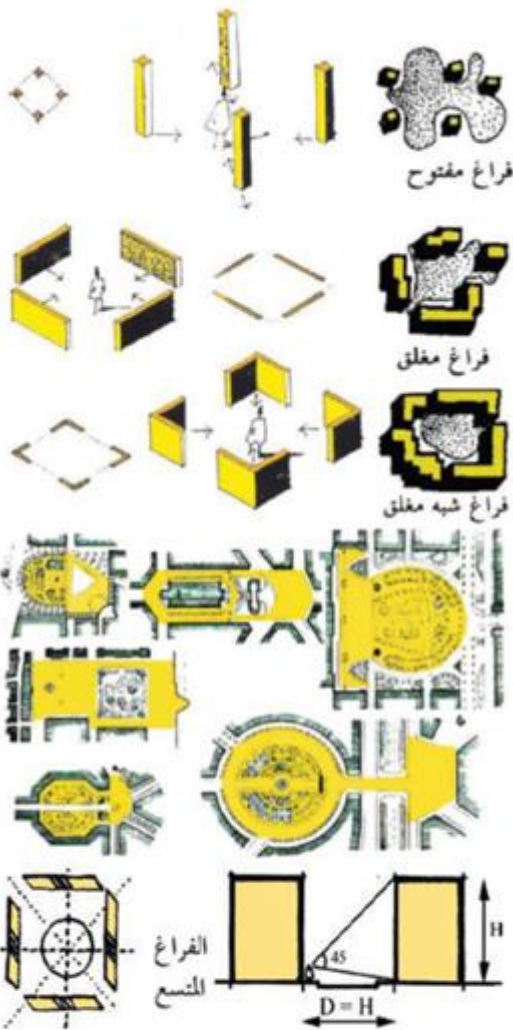 فراغ مفتوح
فراغ مغلق
فراغ شبه مغلق
الفراغ
المتسع
45
H
D = H